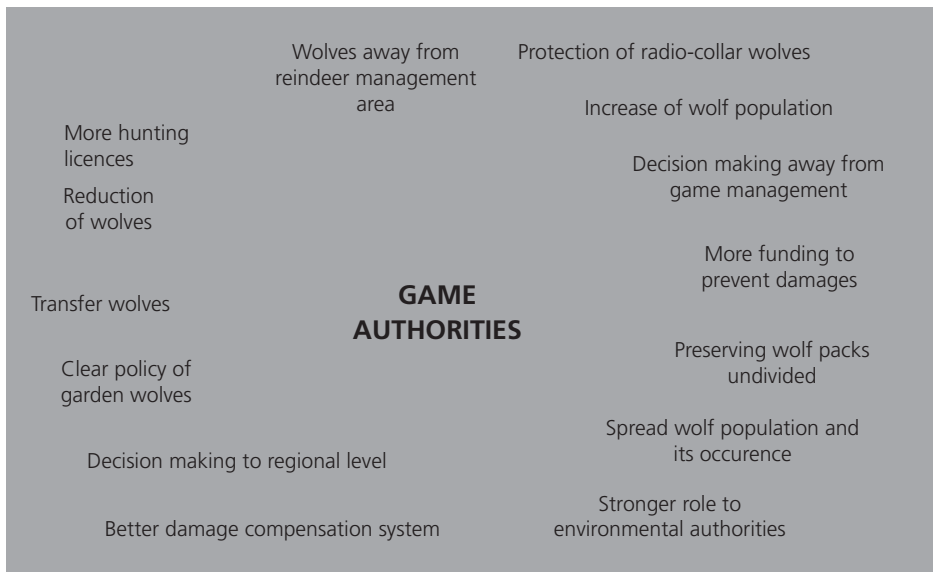 Wolves away from
reindeer management
area
Protection of radio-collar wolves
Increase of wolf population
More hunting
licences
Decision making away from
game management
Reduction
of wolves
More funding to
prevent damages
Transfer wolves
GAME
AUTHORITIES
Preserving wolf packs
undivided
Clear policy of
garden wolves
Spread wolf population and
its occurence
Decision making to regional level
Stronger role to
environmental authorities
Better damage compensation system